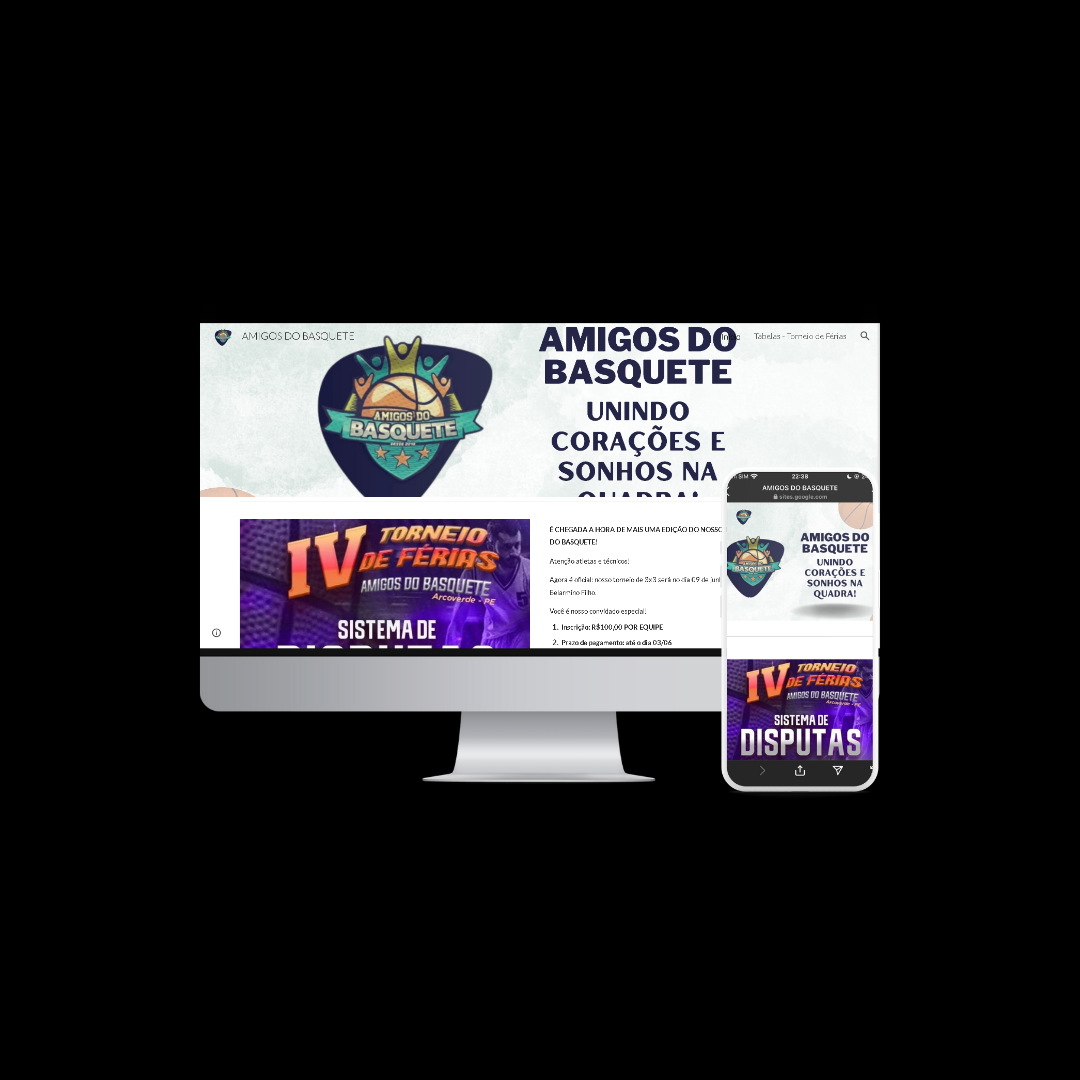 AMIGOS DO BASQUETE
Início
Tabelas - Torneio de Férias
AMIGOS DO
BASQUETE
AMIGOS DO
BASQUETE
UNINDO
CORAÇÕES E
SONHOS NA
QUADRA!
IV TORNEIO
DE FÉRIAS
AMIGOS DO BASQUETE
Arcoverde - PE
SISTEMA DE
DISPUTAS
É CHEGADA A HORA DE MAIS UMA EDIÇÃO DO NOSSO
DO BASQUETE!
Atenção atletas e técnicos!
Agora é oficial: nosso torneio de 3x3 será no dia 09 de
Belarmino Filho.
Você é nosso convidado especial!
1. Inscrição: R$100,00 POR EQUIPE
2. Prazo de pagamento: até o dia 03/06
SIM
22:38
AMIGOS DO BASQUETE
sites.google.com
AMIGOS DO
BASQUETE
AMIGOS DO
BASQUETE
UNINDO
CORAÇÕES E
SONHOS NA
QUADRA!
IV TORNEIO
DE FÉRIAS
AMIGOS DO BASQUETE
Arcoverde - PE
SISTEMA DE
DISPUTAS